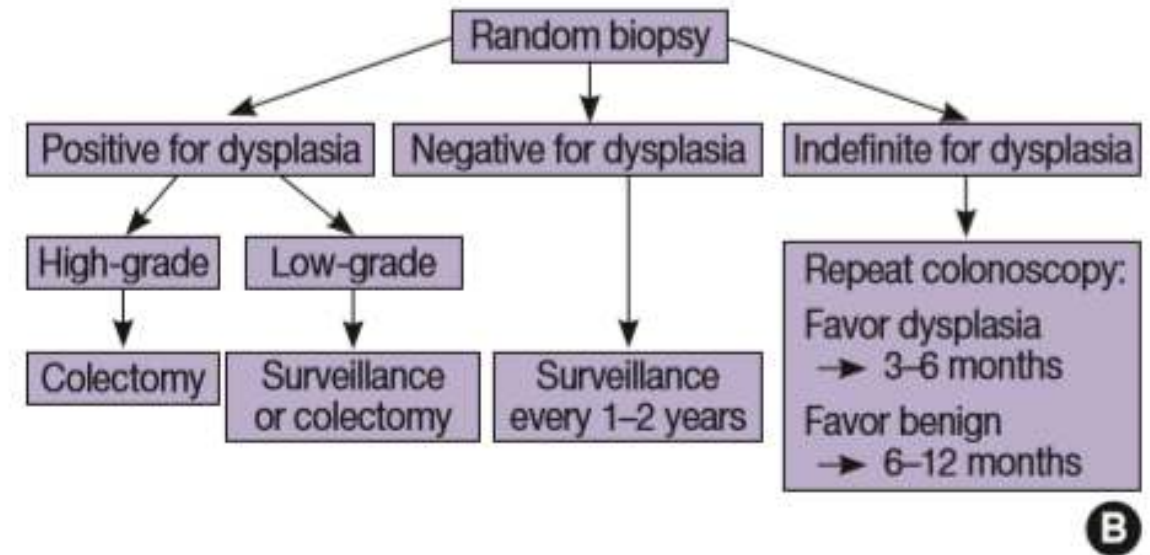 Random biopsy
Positive for dysplasia
Negative for dysplasia
Indefinite for dysplasia
High-grade
Low-grade
Colectomy
Surveillance
or colectomy
Surveillance
every 1–2 years
Repeat colonoscopy:
Favor dysplasia
→ 3–6 months
Favor benign
→ 6–12 months
B